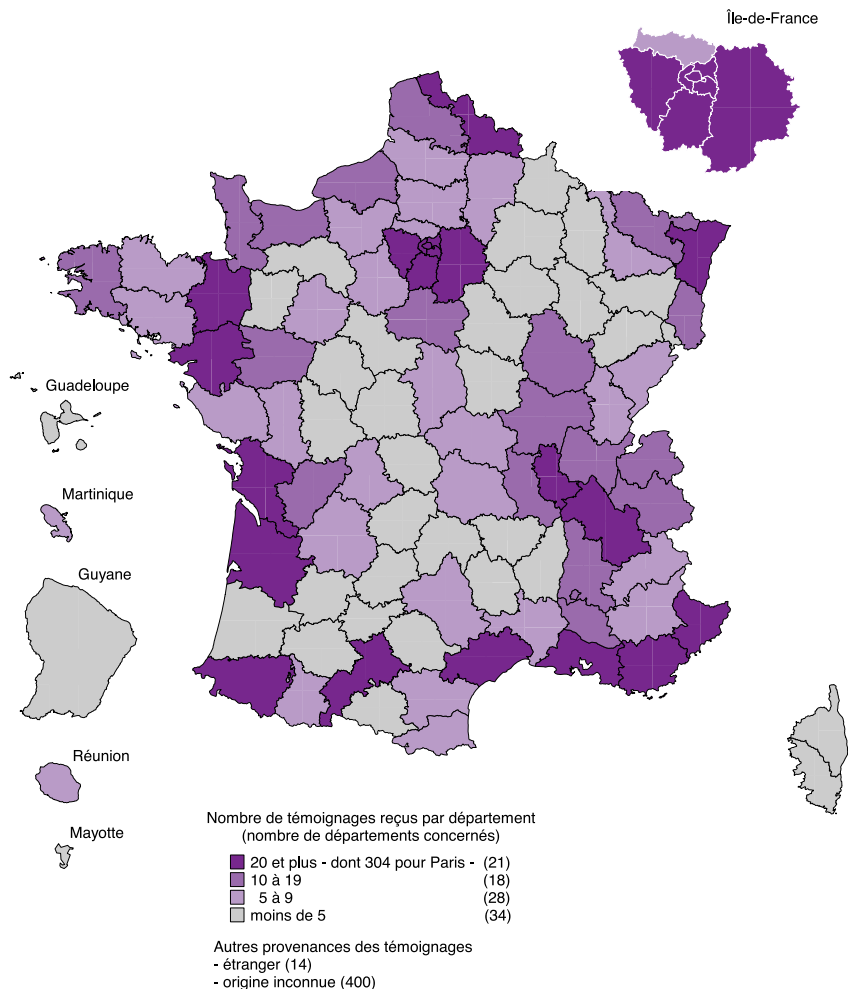 Île-de-France
Guadeloupe
Martinique
Guyane
Réunion
Mayotte
Nombre de témoignages reçus par département
(nombre de départements concernés)
20 et plus - dont 304 pour Paris - (21)
10 à 19 (18)
5 à 9 (28)
moins de 5 (34)
Autres provenances des témoignages
- étranger (14)
- origine inconnue (400)